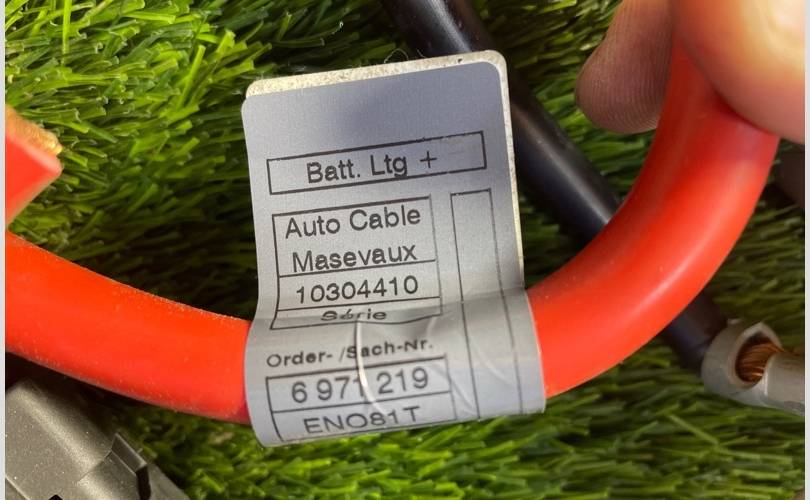 Batt. Ltg +
Auto Cable
Masevaux
10304410
Série
Order- /Sach-Nr.
6 971 219
ENO81T